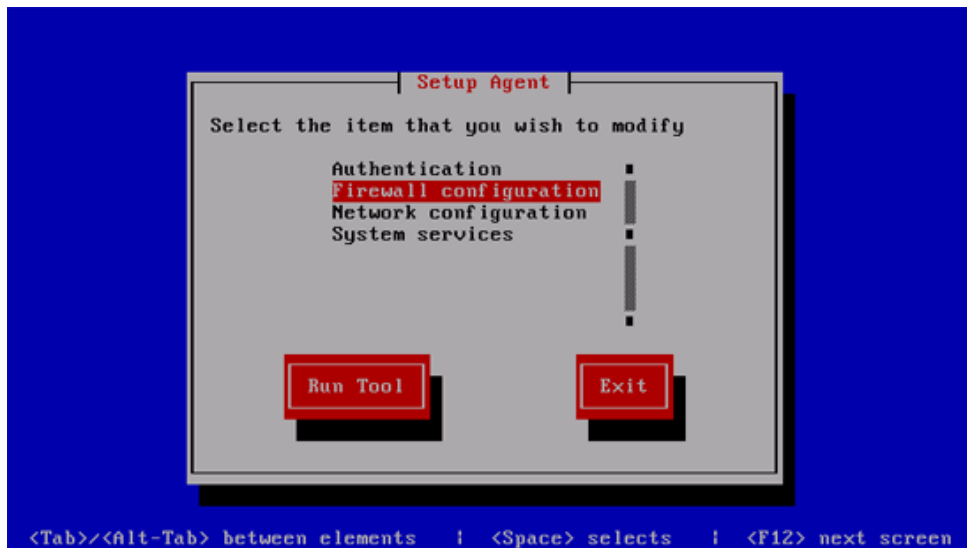 Setup Agent
Select the item that you wish to modify
Authentication
Firewall configuration
Network configuration
System services
Run Tool
Exit
<Tab>/<Alt-Tab> between elements | <Space> selects | <F12> next screen